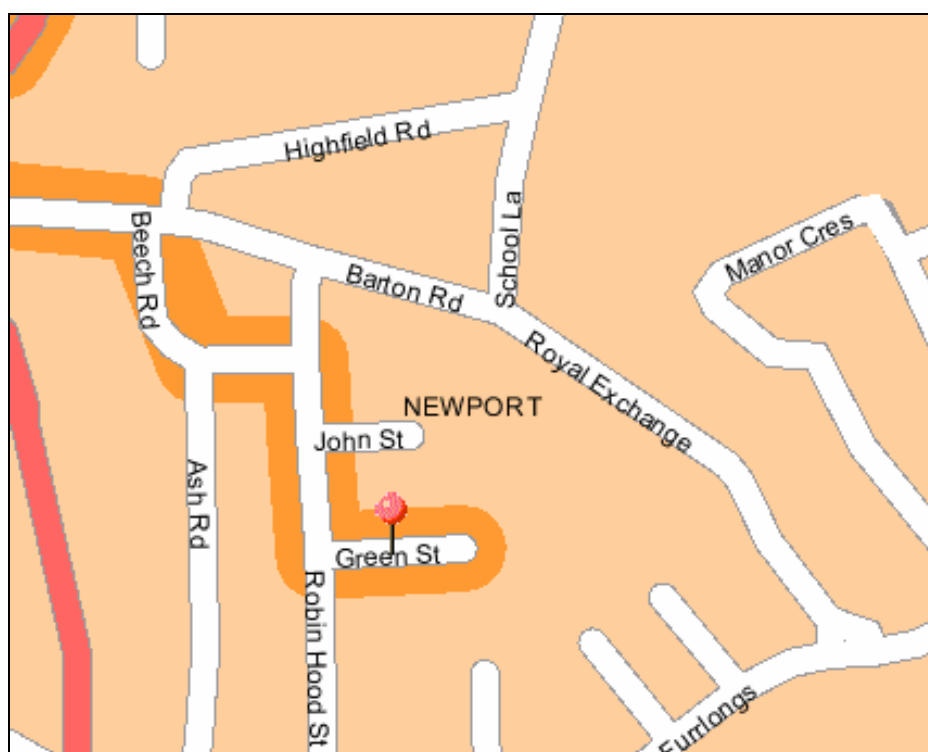 Highfield Rd
School La
Beech Rd
Manor Cres
Barton Rd
Royal Exchange
NEWPORT
John St
Ash Rd
Green St
Robin Hood St
Furrlongs